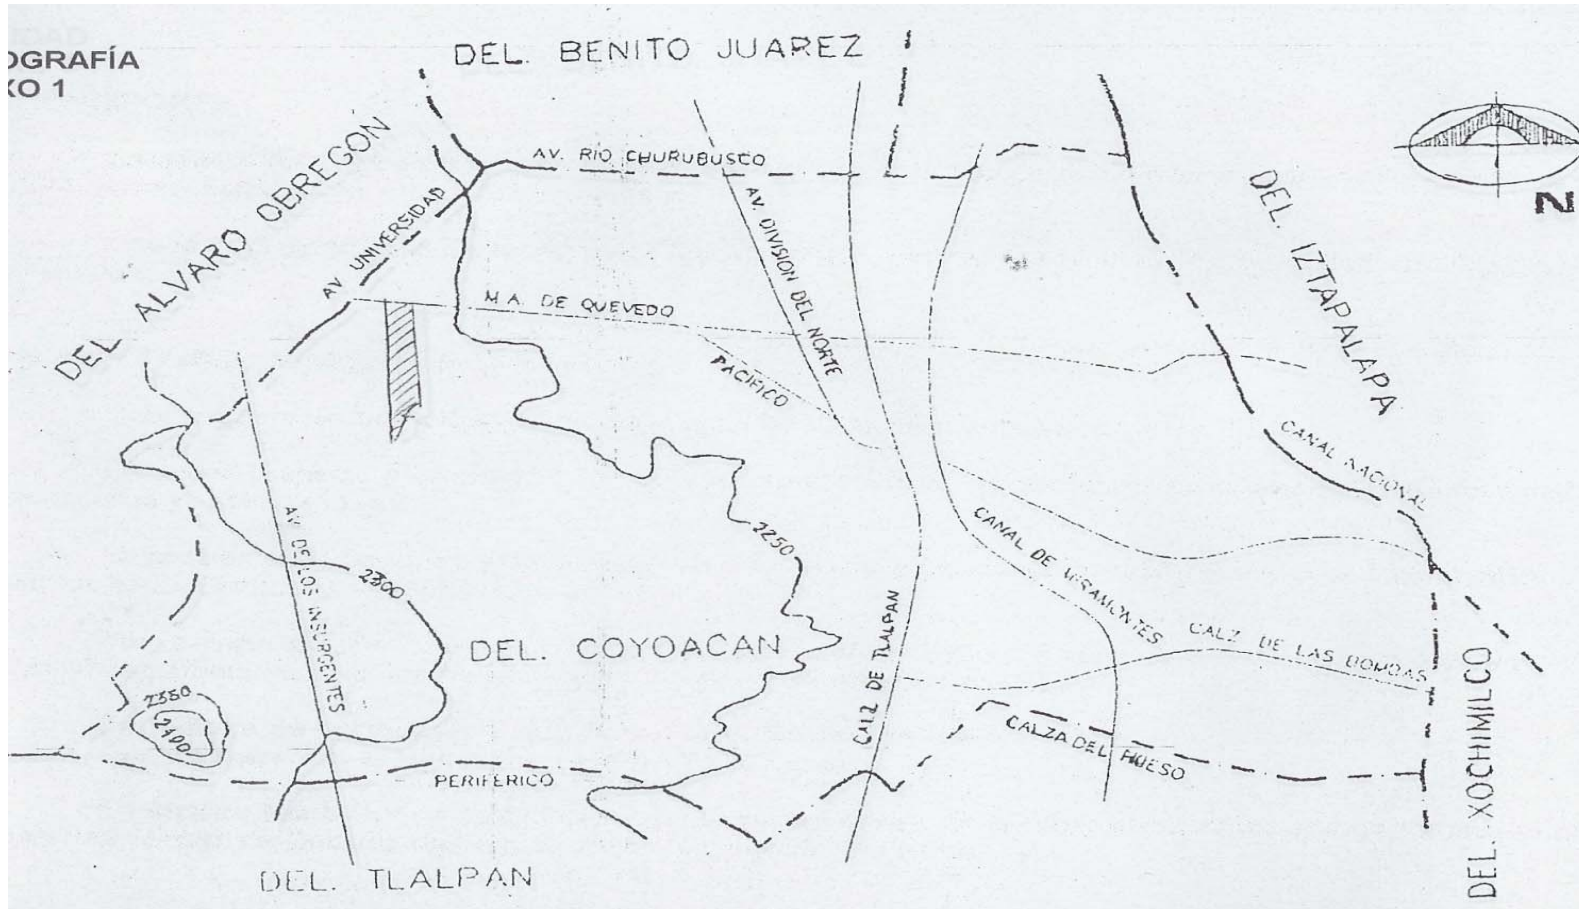 OGRAFÍA
XO 1
DEL. BENITO JUAREZ
DEL ALVARO OBREGON
AV. RIO CHURUBUSCO
AV. UNIVERSIDAD
AV. DIVISION DEL NORTE
DEL. IZTAPALAPA
N
M.A. DE QUEVEDO
PACIFICO
CANAL NACIONAL
AV. DE LOS INSURGENTES
2250
2300
CANAL DE MIRAMONTES
CALZ DE TLALPAN
CALZ. DE LAS BOMBAS
DEL. COYOACAN
2350
2400
CALZA DEL HUESO
PERIFERICO
DEL. XOCHIMILCO
DEL. TLALPAN